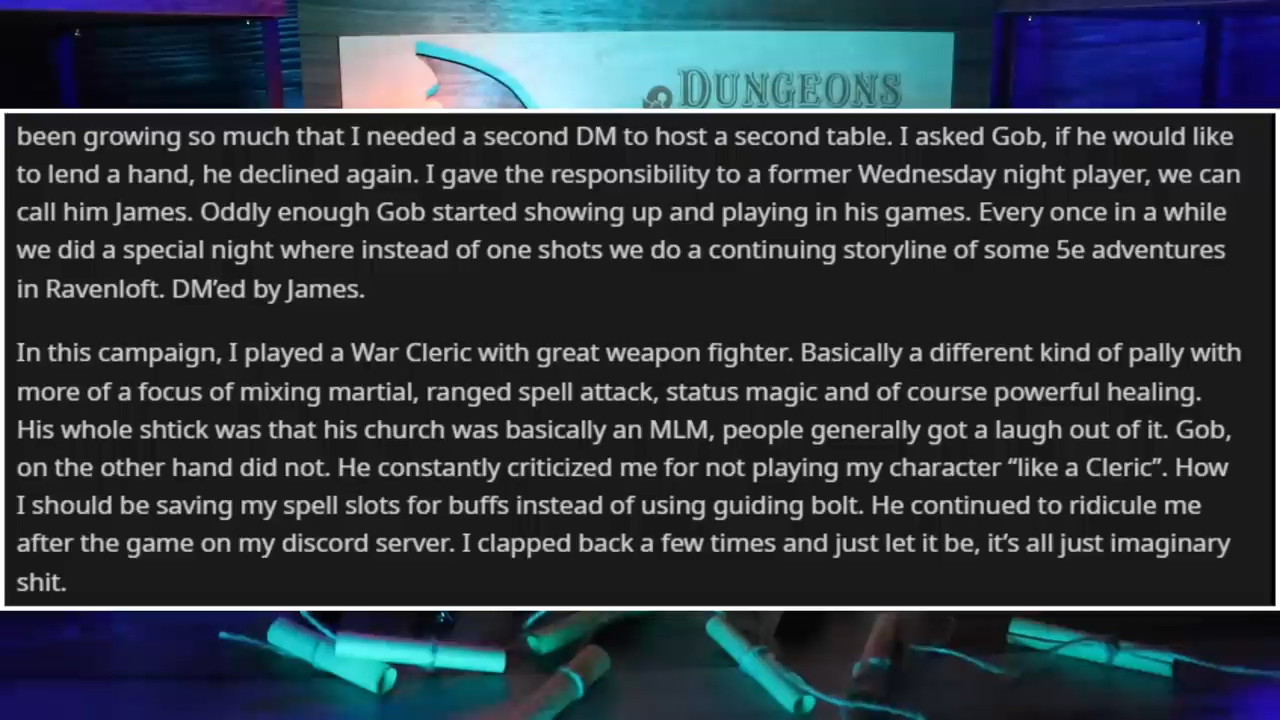 DUNGEONS
been growing so much that I needed a second DM to host a second table. I asked Gob, if he would like
to lend a hand, he declined again. I gave the responsibility to a former Wednesday night player, we can
call him James. Oddly enough Gob started showing up and playing in his games. Every once in a while
we did a special night where instead of one shots we do a continuing storyline of some 5e adventures
in Ravenloft. DM’ed by James.
In this campaign, I played a War Cleric with great weapon fighter. Basically a different kind of pally with
more of a focus of mixing martial, ranged spell attack, status magic and of course powerful healing.
His whole shtick was that his church was basically an MLM, people generally got a laugh out of it. Gob,
on the other hand did not. He constantly criticized me for not playing my character “like a Cleric”. How
I should be saving my spell slots for buffs instead of using guiding bolt. He continued to ridicule me
after the game on my discord server. I clapped back a few times and just let it be, it’s all just imaginary
shit.